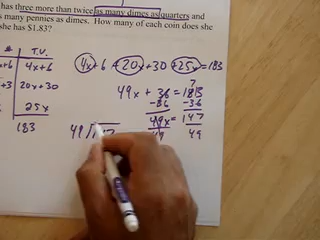 has three more than twice as many dimes as quarters and
s many pennies as dimes. How many of each coin does she
she has $1.83?
# T.V.
x+6 4x+6
x+3 20x+30
x 25x
183
4x+6+20x+30+25x=183
49x + 36 = 183
-36 -36
49x = 147
49 49
49